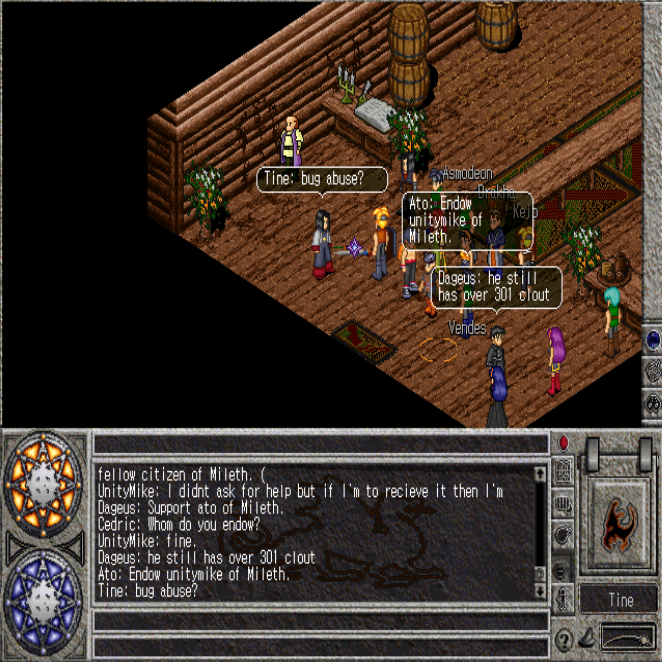 Asmodeon
Drakhu
Kejo
Tine: bug abuse?
Ato: Endow
unitymike of
Mileth.
Dageus: he still
has over 301 clout
Vendes
fellow citizen of Mileth. (
UnityMike: I didnt ask for help but if I'm to recieve it then I'm
Dageus: Support ato of Mileth.
Cedric: Whom do you endow?
UnityMike: fine.
Dageus: he still has over 301 clout
Ato: Endow unitymike of Mileth.
Tine: bug abuse?
Tine
?